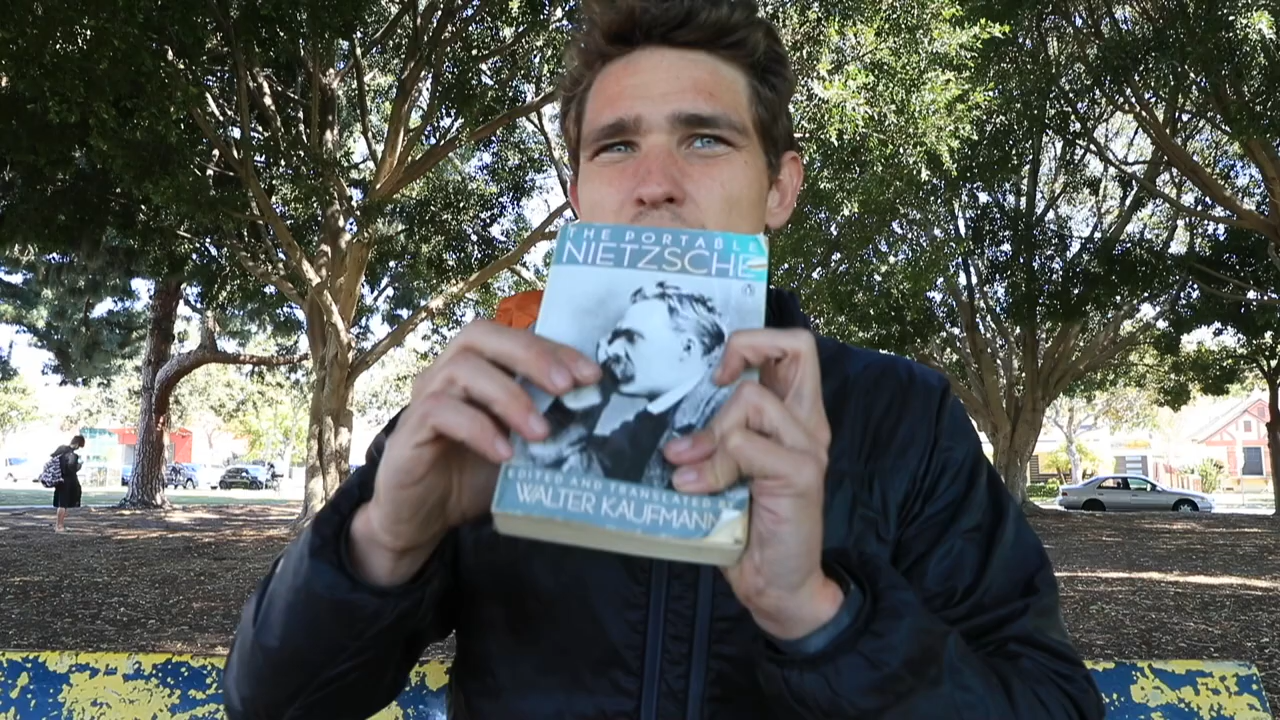 THE PORTABLE
NIETZSCHE
EDITED AND TRANSLATED BY
WALTER KAUFMANN